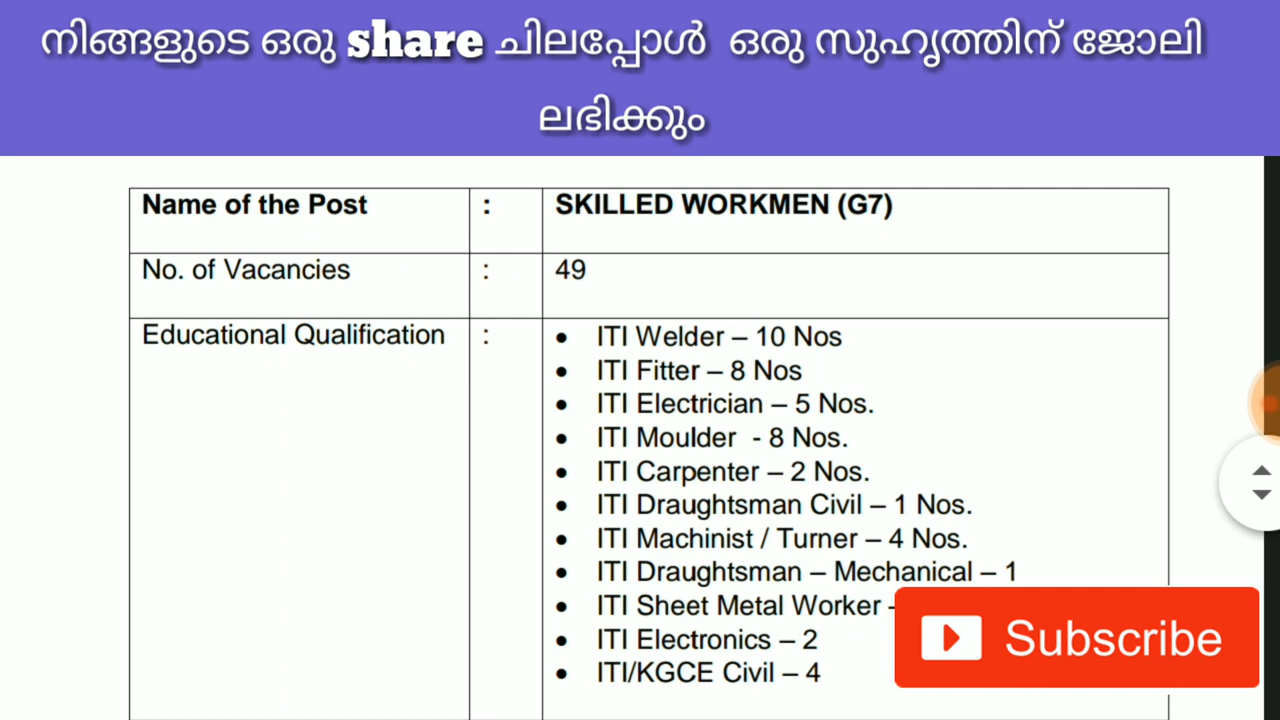 നിങ്ങളുടെ ഒരു share ചിലപ്പോൾ ഒരു സുഹൃത്തിന് ജോലി
ലഭിക്കും
Name of the Post : SKILLED WORKMEN (G7)
No. of Vacancies : 49
Educational Qualification : • ITI Welder – 10 Nos
• ITI Fitter – 8 Nos
• ITI Electrician – 5 Nos.
• ITI Moulder - 8 Nos.
• ITI Carpenter – 2 Nos.
• ITI Draughtsman Civil – 1 Nos.
• ITI Machinist / Turner – 4 Nos.
• ITI Draughtsman – Mechanical – 1
• ITI Sheet Metal Worker -
• ITI Electronics – 2
• ITI/KGCE Civil – 4
Subscribe